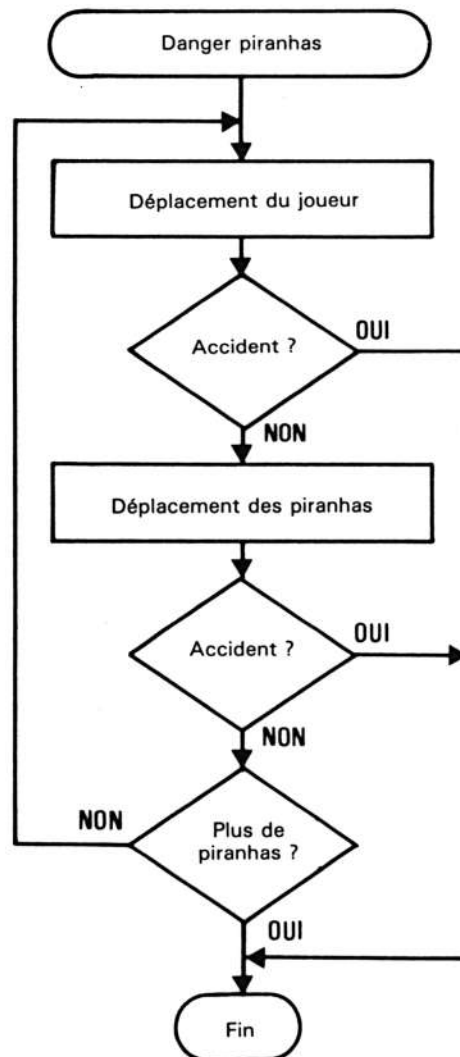 Danger piranhas
Déplacement du joueur
Accident ?
OUI
NON
Déplacement des piranhas
Accident ?
OUI
NON
NON
Plus de
piranhas ?
OUI
Fin